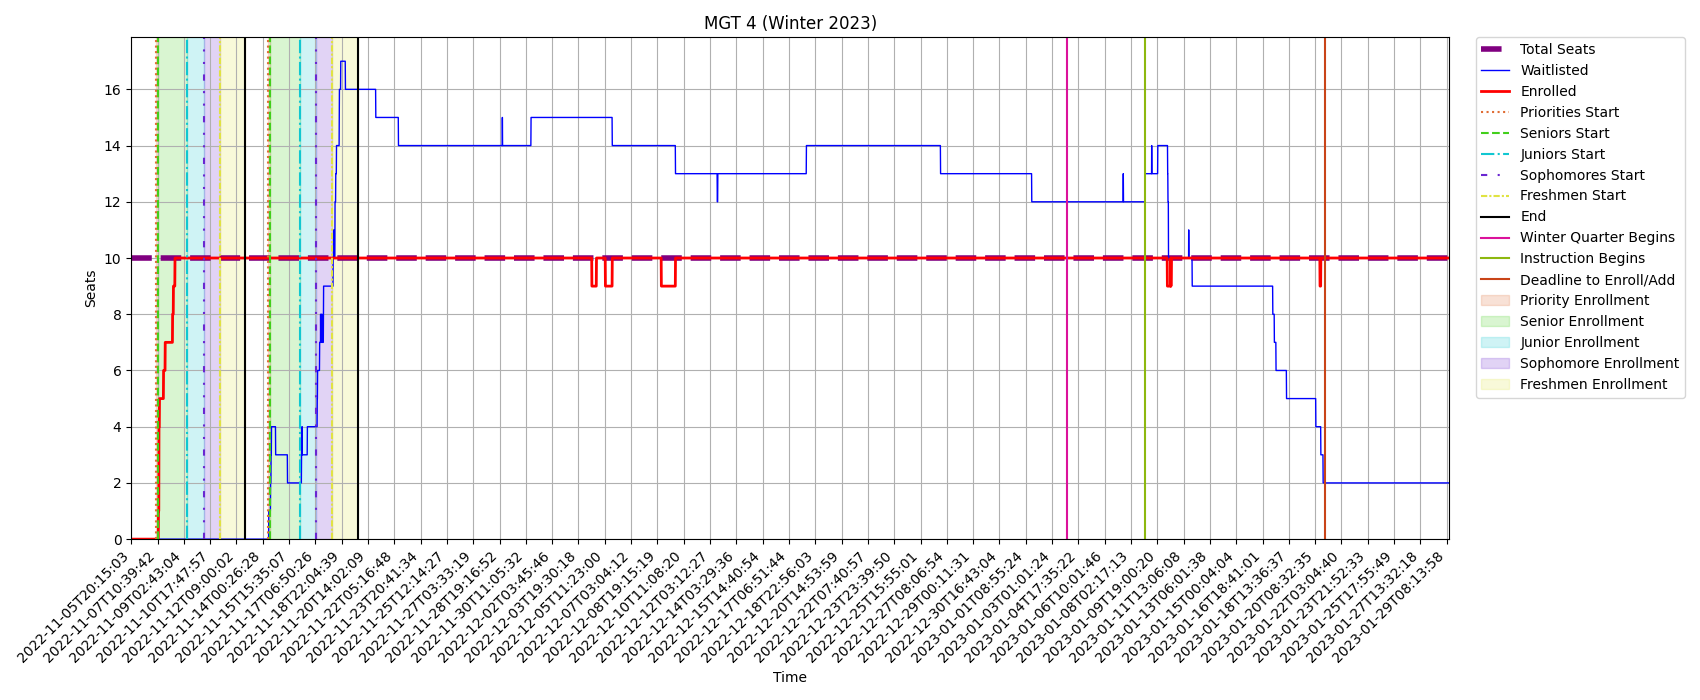 MGT 4 (Winter 2023)
Seats
16
14
12
10
8
6
4
2
0
2022-11-05T20:15:03
2022-11-07T10:39:42
2022-11-09T02:43:04
2022-11-10T17:47:57
2022-11-12T09:00:02
2022-11-14T00:26:28
2022-11-15T15:35:07
2022-11-17T06:50:26
2022-11-18T22:04:39
2022-11-20T14:02:09
2022-11-22T05:16:48
2022-11-23T20:41:34
2022-11-25T12:14:27
2022-11-27T03:33:19
2022-11-28T19:16:52
2022-11-30T11:05:32
2022-12-02T03:45:46
2022-12-03T19:30:18
2022-12-05T11:23:00
2022-12-07T03:04:12
2022-12-08T19:15:19
2022-12-10T11:08:20
2022-12-12T03:12:27
2022-12-14T03:29:36
2022-12-15T14:40:54
2022-12-17T06:51:44
2022-12-18T22:56:03
2022-12-20T14:53:59
2022-12-22T07:40:57
2022-12-23T23:39:50
2022-12-25T15:55:01
2022-12-27T08:06:54
2022-12-29T00:11:31
2022-12-30T16:43:04
2023-01-01T08:55:24
2023-01-03T01:01:24
2023-01-04T17:35:22
2023-01-06T10:01:46
2023-01-08T02:17:13
2023-01-09T19:00:20
2023-01-11T13:06:08
2023-01-13T06:01:38
2023-01-15T00:04:04
2023-01-16T18:41:01
2023-01-18T13:36:37
2023-01-20T08:32:35
2023-01-22T03:04:40
2023-01-23T21:52:33
2023-01-25T17:55:49
2023-01-27T13:32:18
2023-01-29T08:13:58
Time
Total Seats
Waitlisted
Enrolled
Priorities Start
Seniors Start
Juniors Start
Sophomores Start
Freshmen Start
End
Winter Quarter Begins
Instruction Begins
Deadline to Enroll/Add
Priority Enrollment
Senior Enrollment
Junior Enrollment
Sophomore Enrollment
Freshmen Enrollment